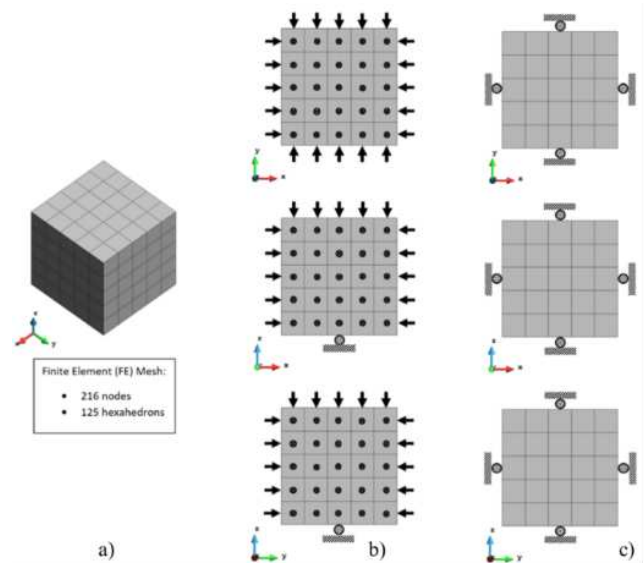 y
x
y
x
z
x
z
x
z
x
y
Finite Element (FE) Mesh:
• 216 nodes
• 125 hexahedrons
z
y
z
y
a)
b)
c)